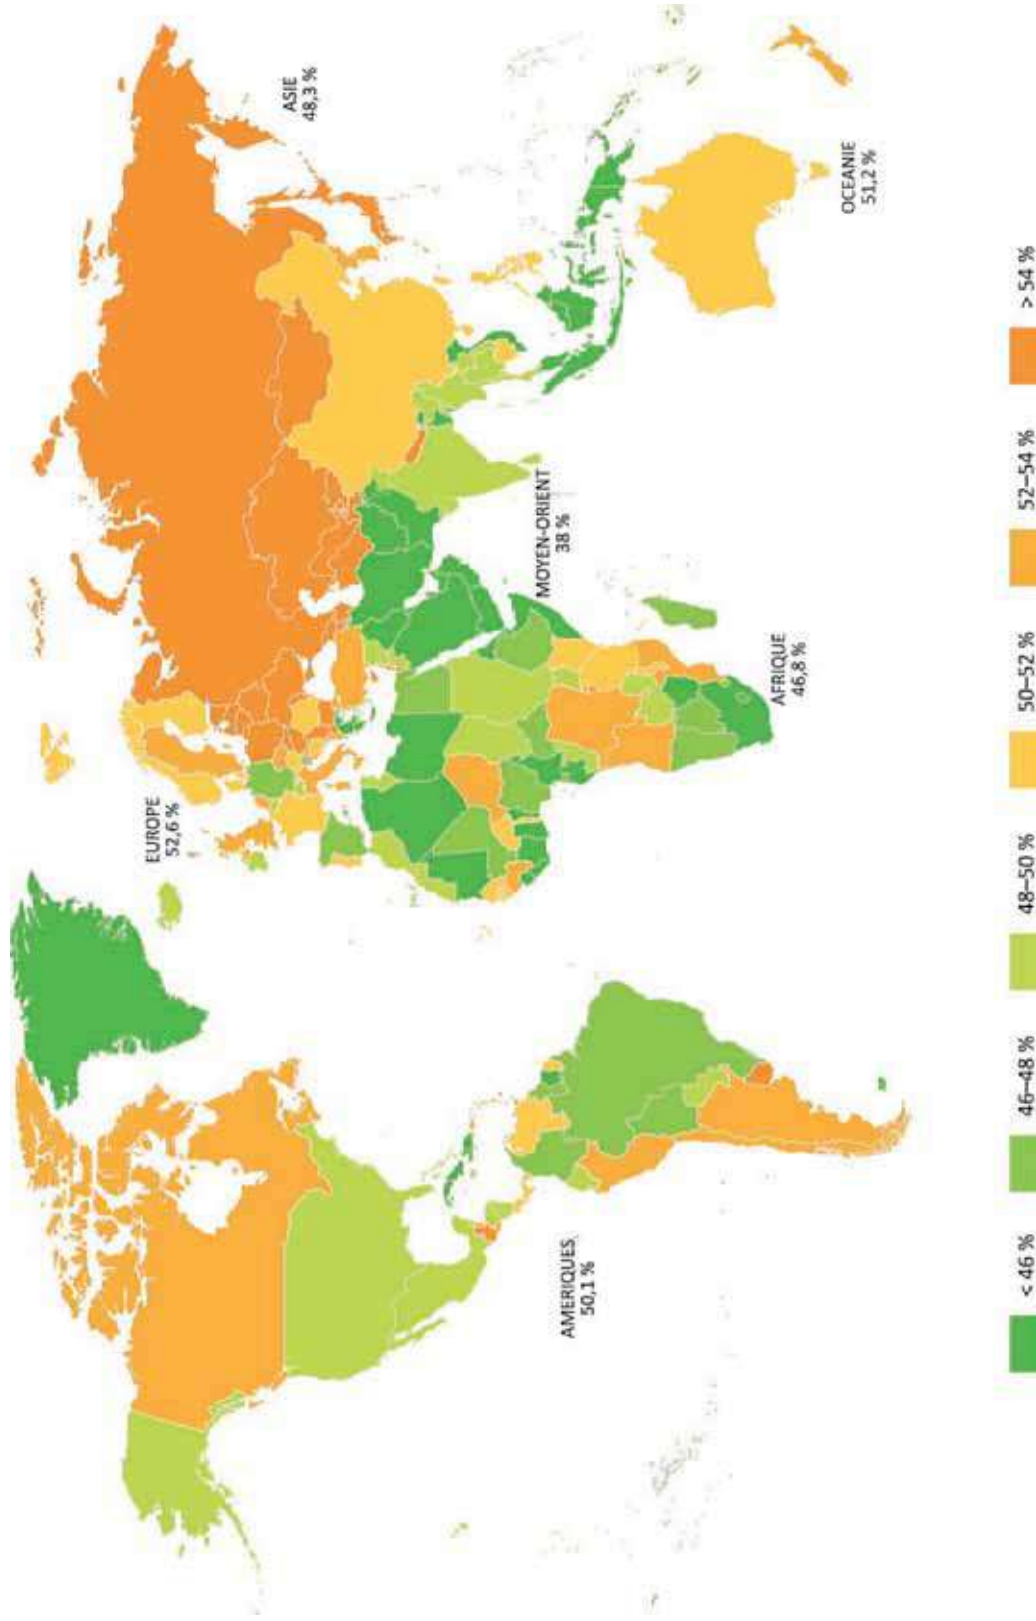 AMERIQUES
50,1 %
EUROPE
52,6 %
ASIE
48,3 %
MOYEN-ORIENT
38 %
AFRIQUE
46,8 %
OCEANIE
51,2 %
< 46 %
46–48 %
48–50 %
50–52 %
52–54 %
> 54 %